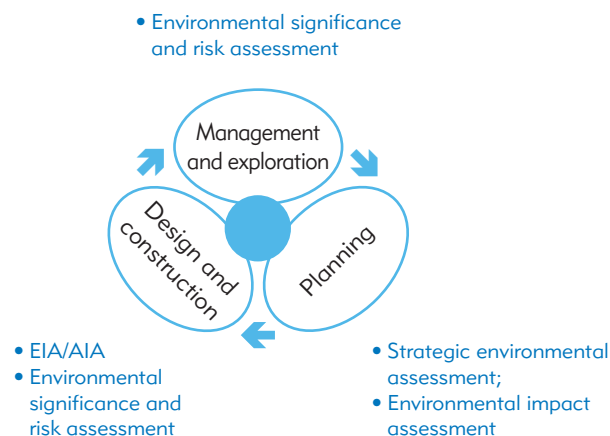 • Environmental significance
and risk assessment
Management
and exploration
Design and
construction
Planning
• EIA/AIA
• Environmental
significance and
risk assessment
• Strategic environmental
assessment;
• Environmental impact
assessment